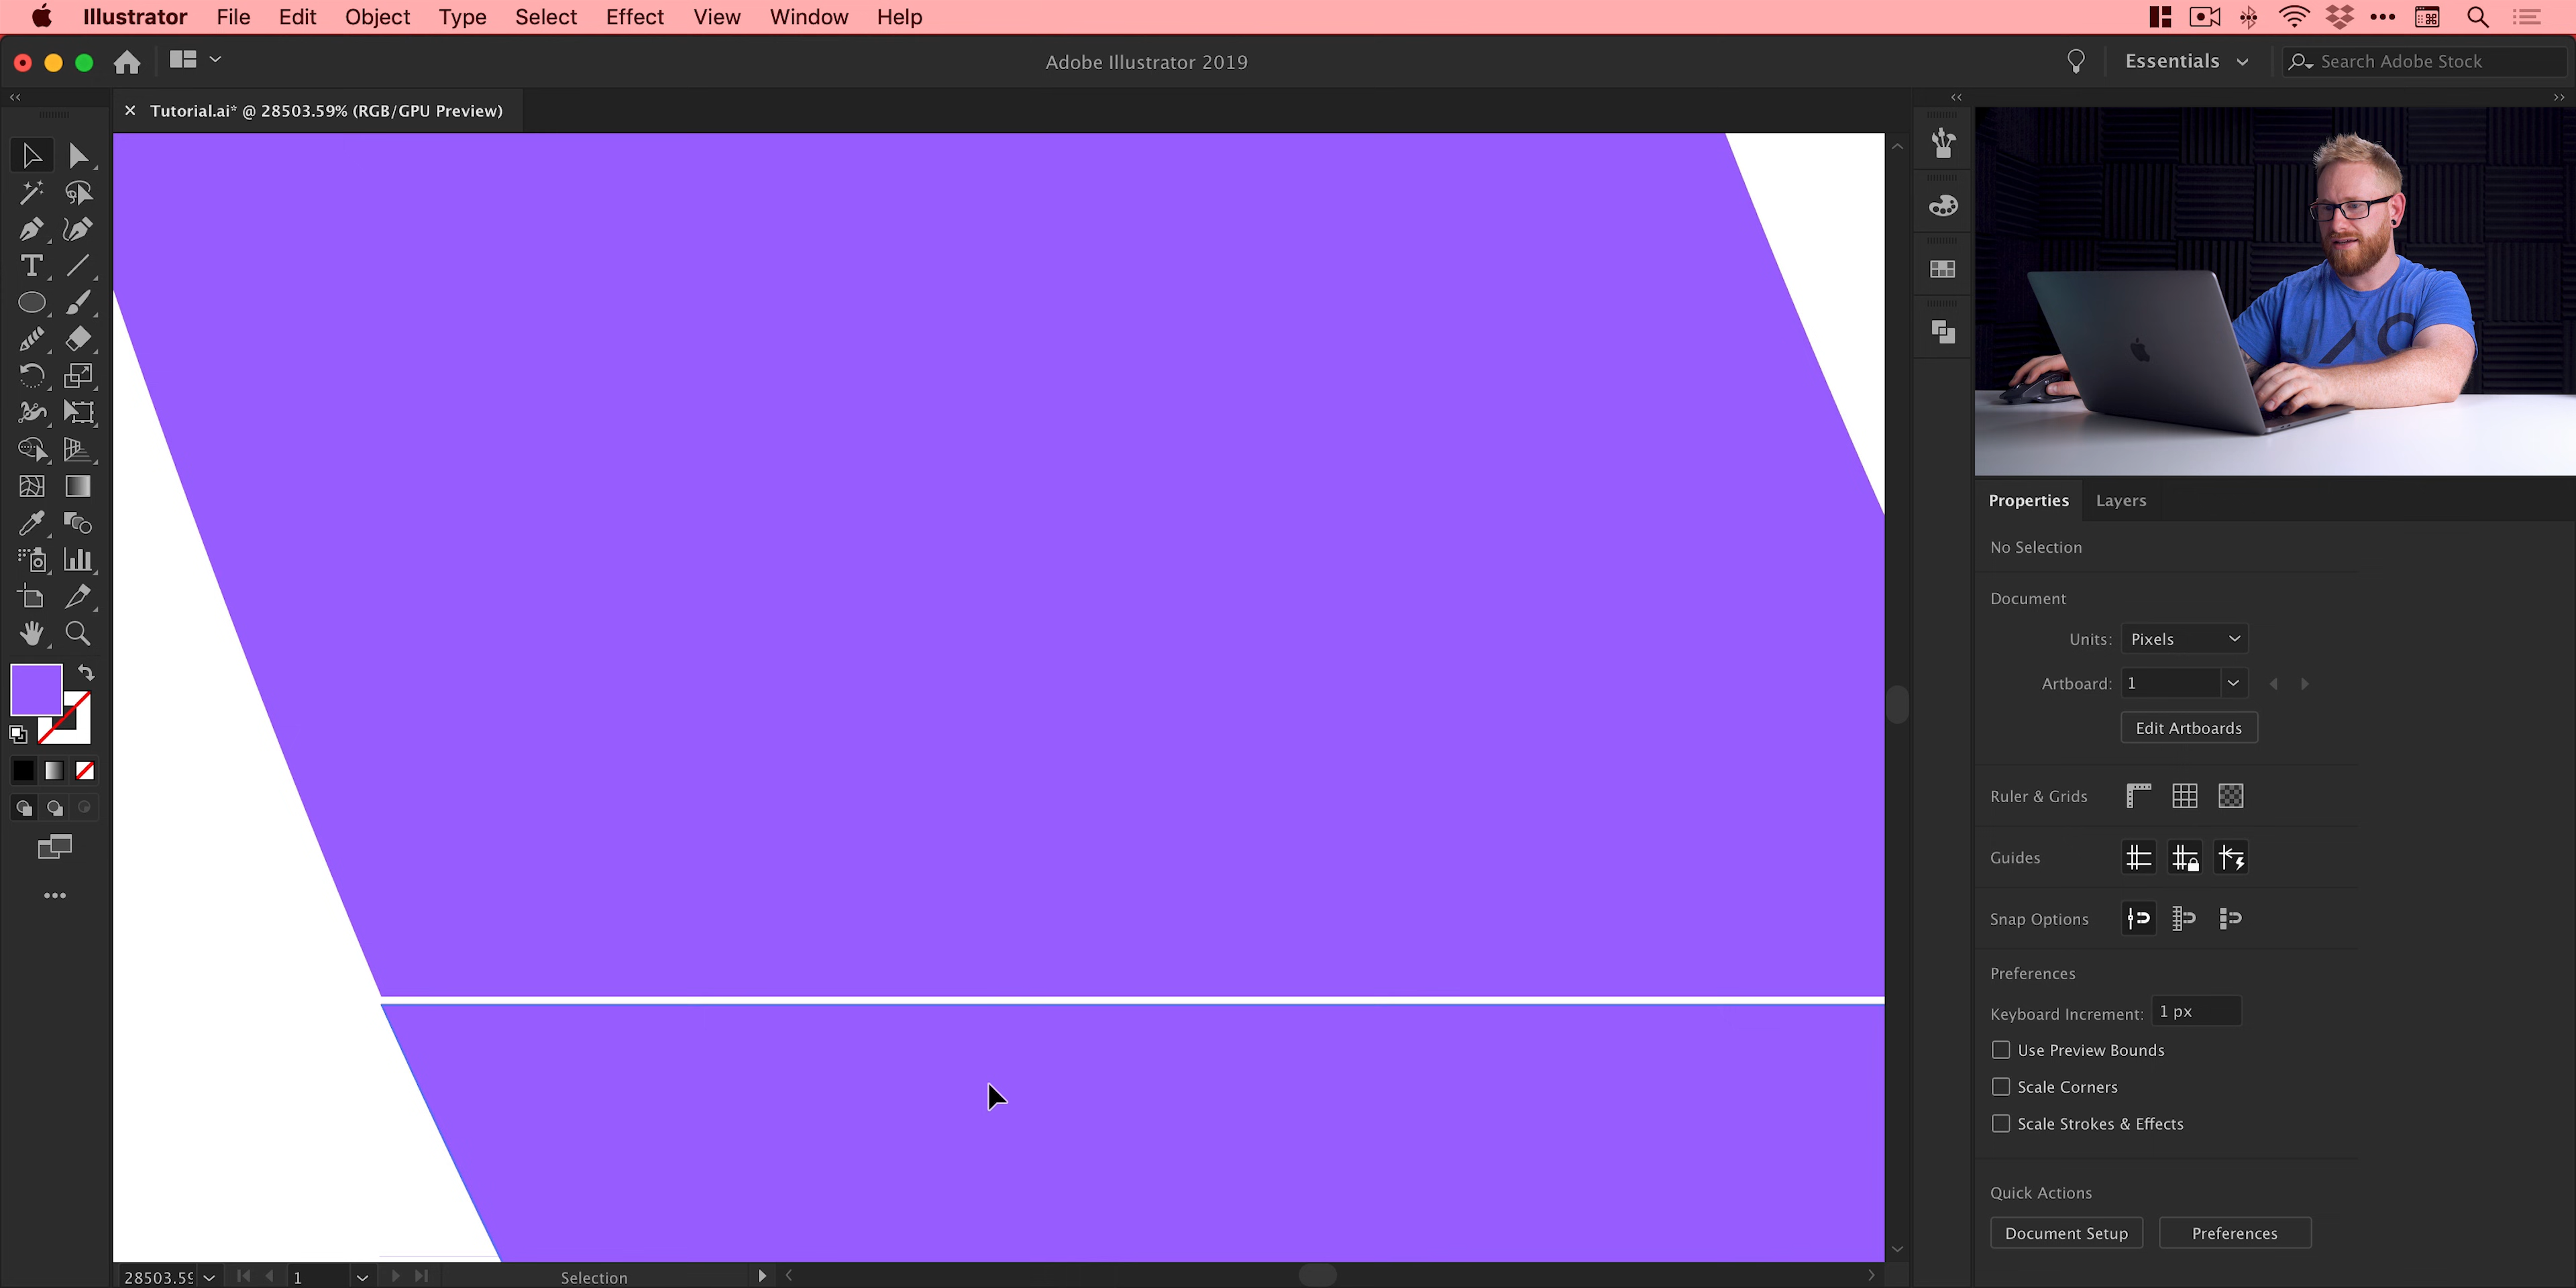 Illustrator File Edit Object Type Select Effect View Window Help
Adobe Illustrator 2019
Essentials
Search Adobe Stock
Tutorial.ai* @ 28503.59% (RGB/GPU Preview)
Properties Layers
No Selection
Document
Units: Pixels
Artboard: 1
Edit Artboards
Ruler & Grids
Guides
Snap Options
Preferences
Keyboard Increment: 1 px
Use Preview Bounds
Scale Corners
Scale Strokes & Effects
Quick Actions
Document Setup Preferences
28503.59 1 Selection